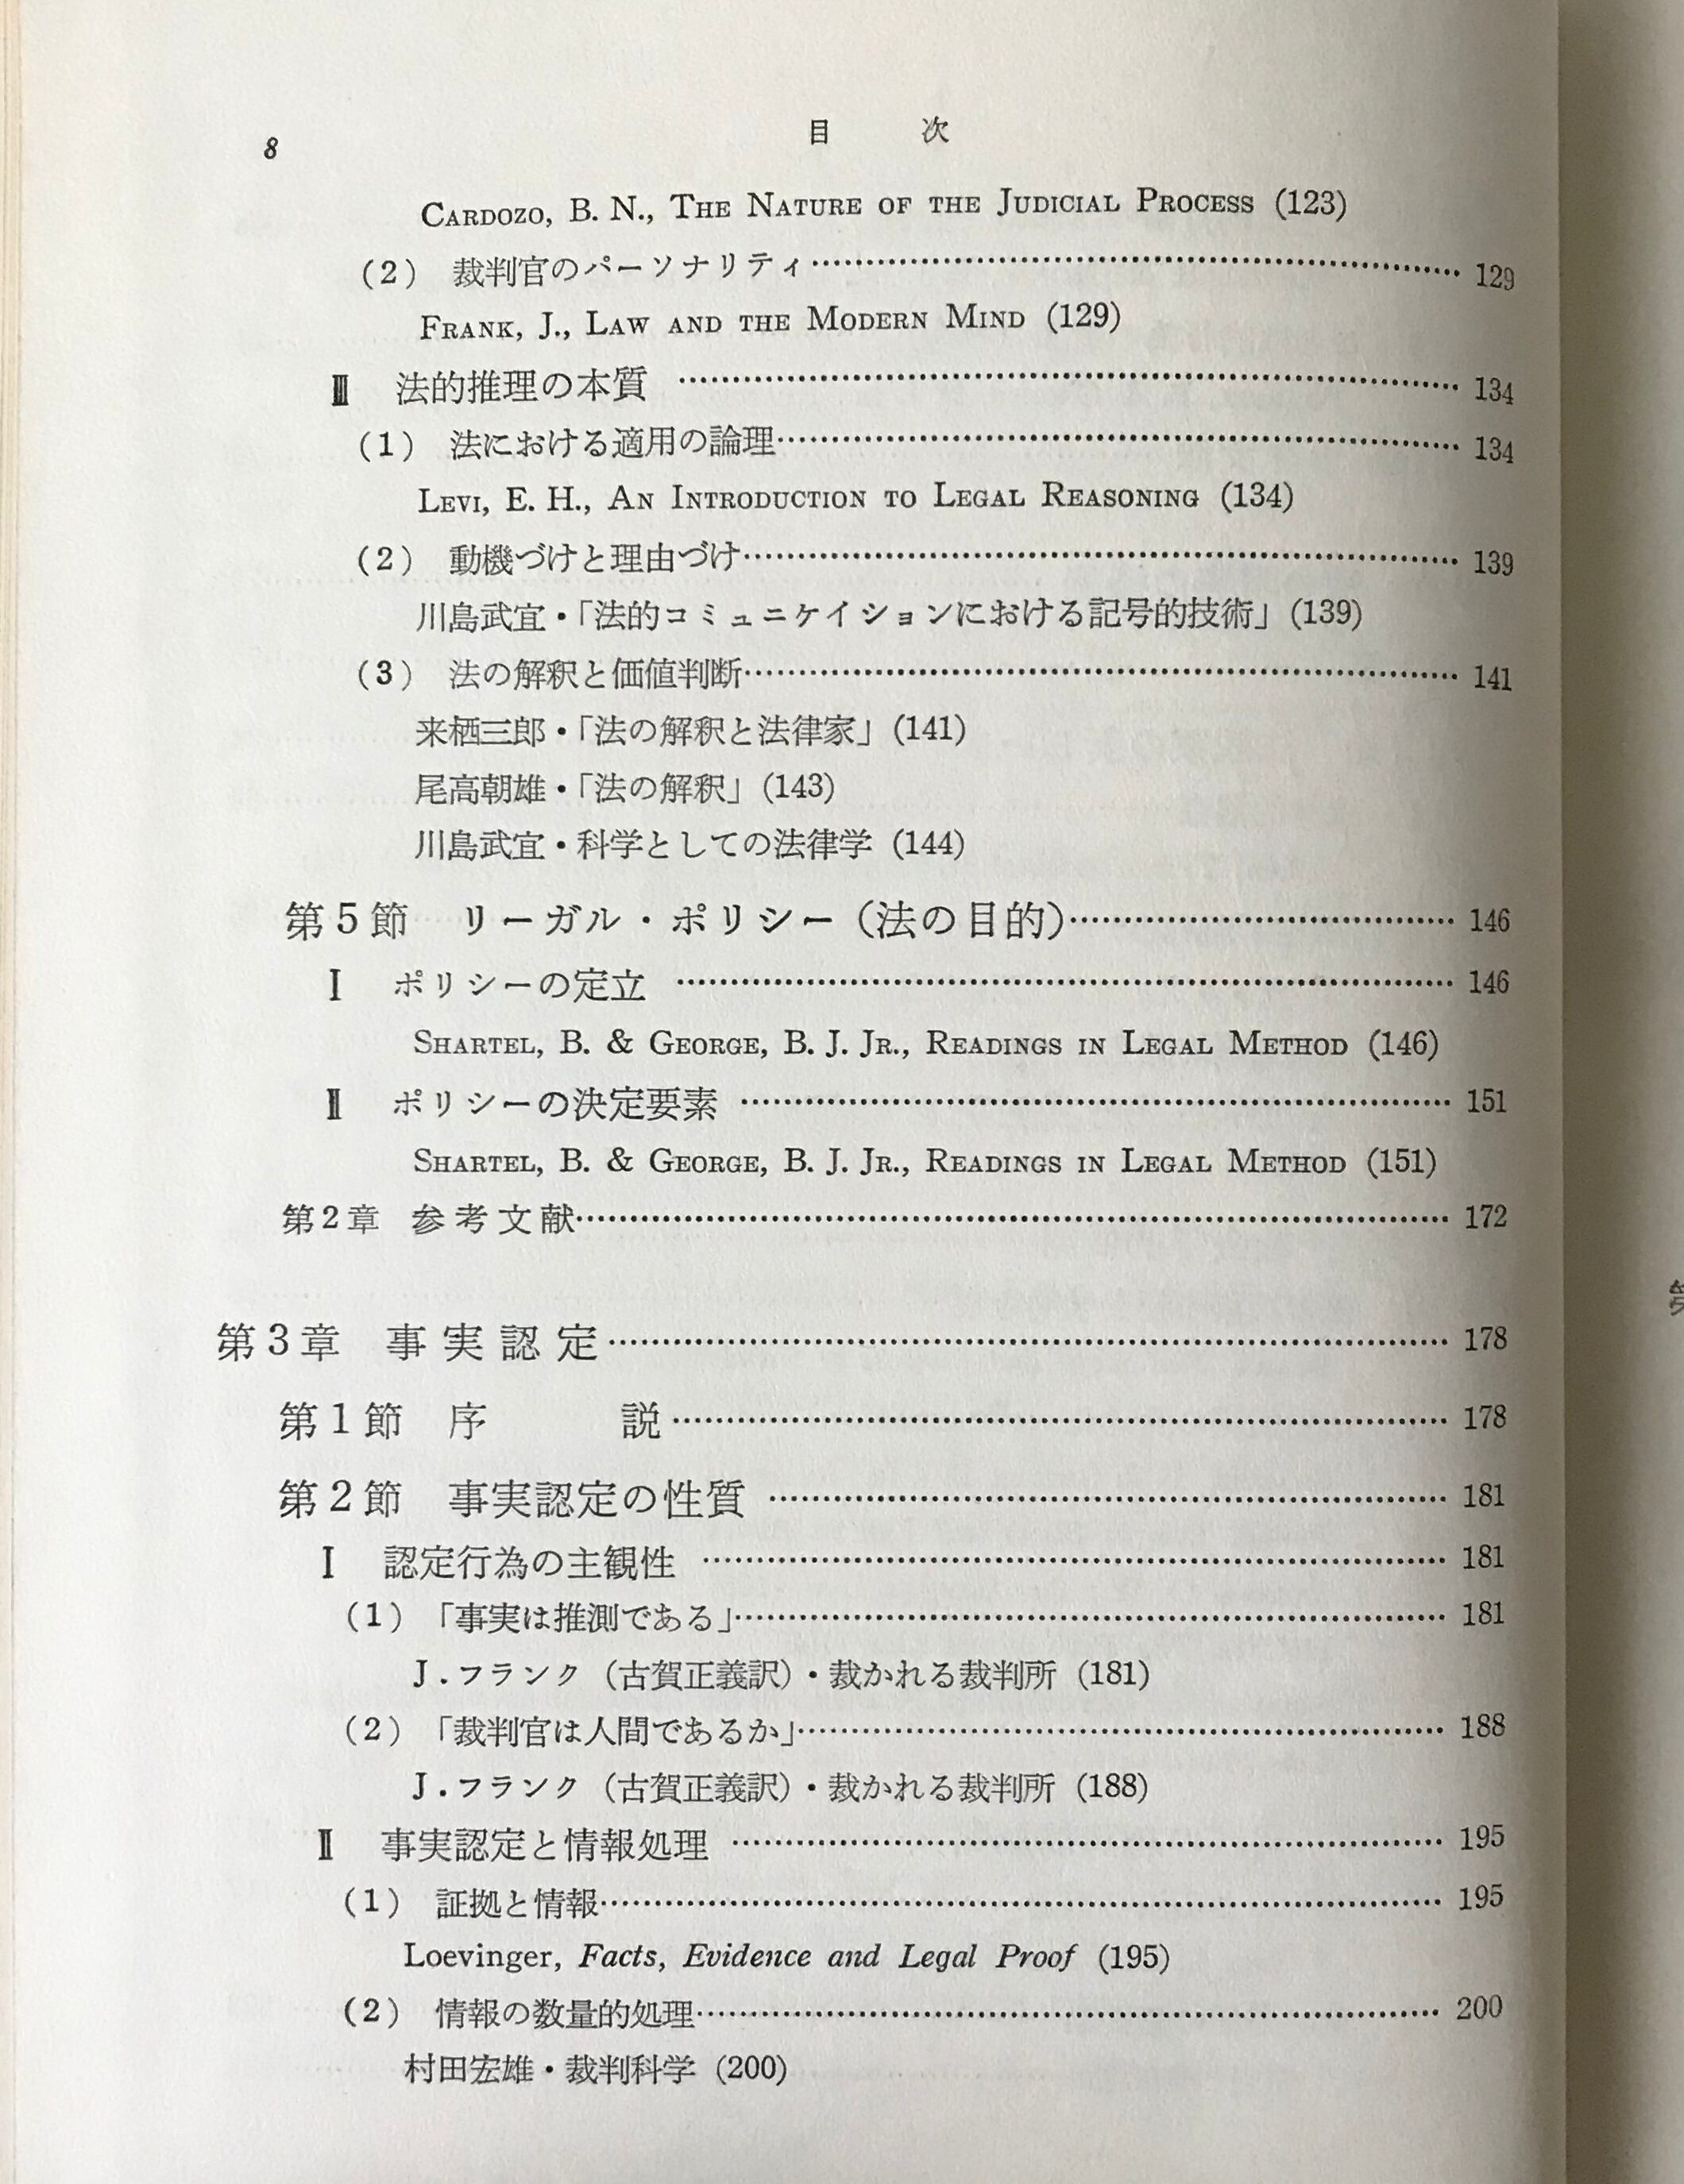 8
目 次
CARDOZO, B. N., THE NATURE OF THE JUDICIAL PROCESS (123)
(2) 裁判官のパーソナリティ…………………………129
FRANK, J., LAW AND THE MODERN MIND (129)
Ⅲ 法的推理の本質 …………………………134
(1) 法における適用の論理…………………………134
LEVI, E. H., AN INTRODUCTION TO LEGAL REASONING (134)
(2) 動機づけと理由づけ…………………………139
川島武宜・「法的コミュニケイションにおける記号的技術」(139)
(3) 法の解釈と価値判断…………………………141
来栖三郎・「法の解釈と法律家」(141)
尾高朝雄・「法の解釈」(143)
川島武宜・科学としての法律学 (144)
第5節 リーガル・ポリシー(法の目的)…………………………146
Ⅰ ポリシーの定立 …………………………146
SHARTEL, B. & GEORGE, B. J. JR., READINGS IN LEGAL METHOD (146)
Ⅱ ポリシーの決定要素 …………………………151
SHARTEL, B. & GEORGE, B. J. JR., READINGS IN LEGAL METHOD (151)
第2章 参考文献…………………………172
第3章 事実認定…………………………178
第1節 序 説…………………………178
第2節 事実認定の性質 …………………………181
Ⅰ 認定行為の主観性 …………………………181
(1) 「事実は推測である」…………………………181
J.フランク (古賀正義訳)・裁かれる裁判所 (181)
(2) 「裁判官は人間であるか」…………………………188
J.フランク (古賀正義訳)・裁かれる裁判所 (188)
Ⅱ 事実認定と情報処理 …………………………195
(1) 証拠と情報…………………………195
Loevinger, Facts, Evidence and Legal Proof (195)
(2) 情報の数量的処理…………………………200
村田宏雄・裁判科学 (200)